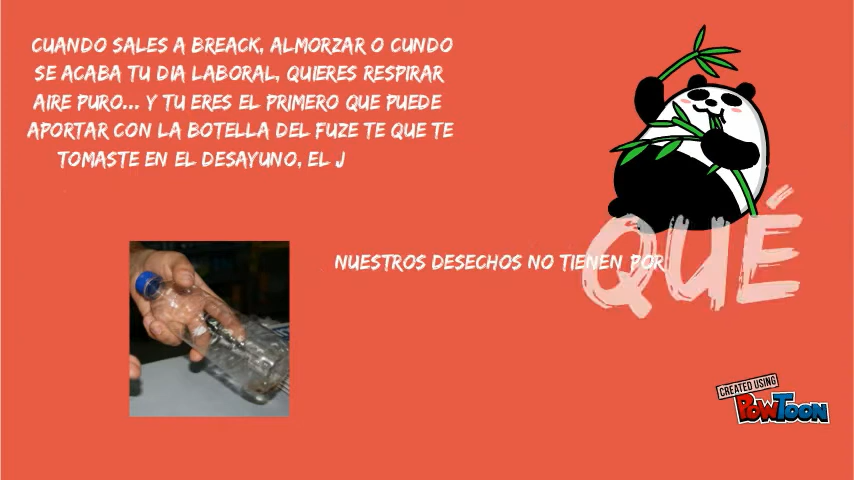 CUANDO SALES A BREACK, ALMORZAR O CUNDO
SE ACABA TU DIA LABORAL, QUIERES RESPIRAR
AIRE PURO... Y TU ERES EL PRIMERO QUE PUEDE
APORTAR CON LA BOTELLA DEL FUZE TE QUE TE
TOMASTE EN EL DESAYUNO, EL J
NUESTROS DESECHOS NO TIENEN POR
QUÉ
CREATED USING
POWTOON